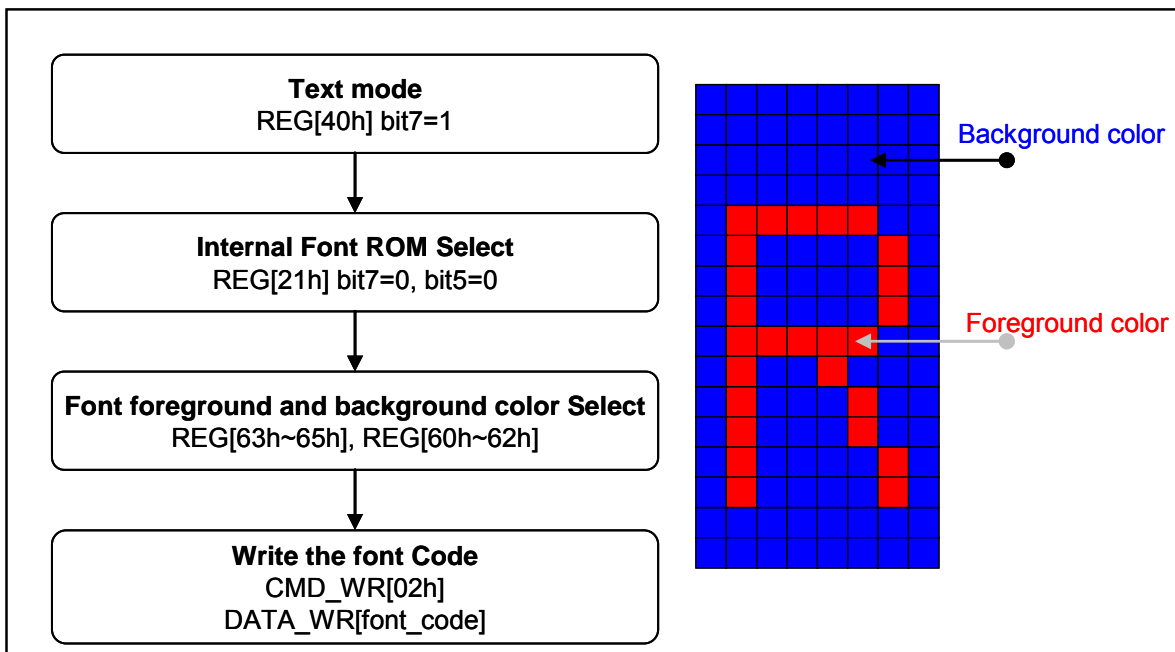 Text mode
REG[40h] bit7=1
Internal Font ROM Select
REG[21h] bit7=0, bit5=0
Font foreground and background color Select
REG[63h~65h], REG[60h~62h]
Write the font Code
CMD_WR[02h]
DATA_WR[font_code]
Background color
Foreground color